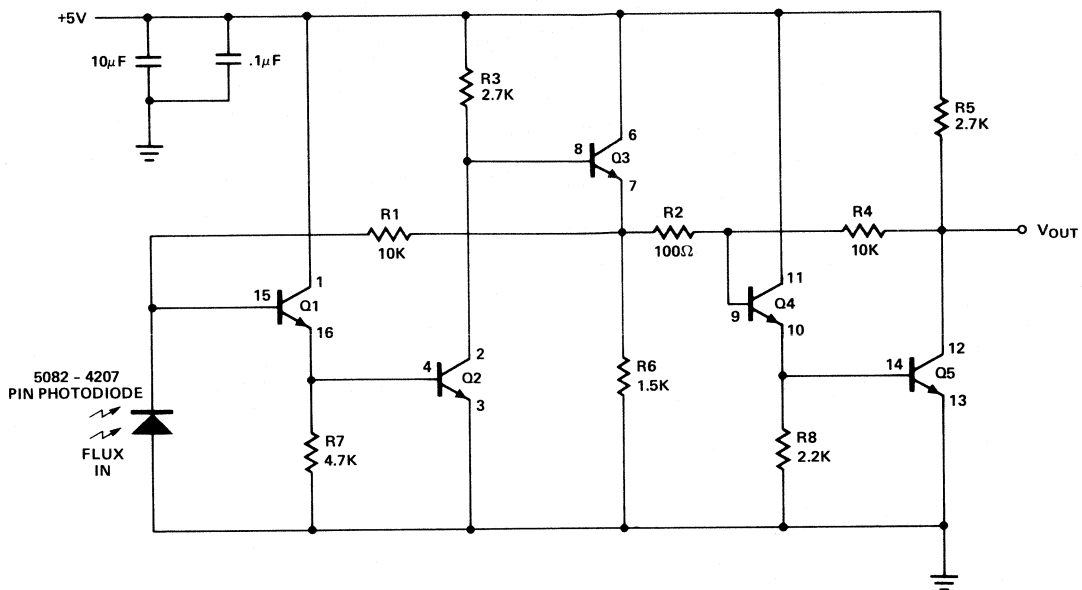 +5V
10μF
.1μF
R3
2.7K
R5
2.7K
6
8
Q3
7
R1
10K
R2
100Ω
R4
10K
VOUT
1
15
Q1
16
11
Q4
9
10
2
4
Q2
3
12
14
Q5
13
R6
1.5K
5082 - 4207
PIN PHOTODIODE
FLUX
IN
R7
4.7K
R8
2.2K